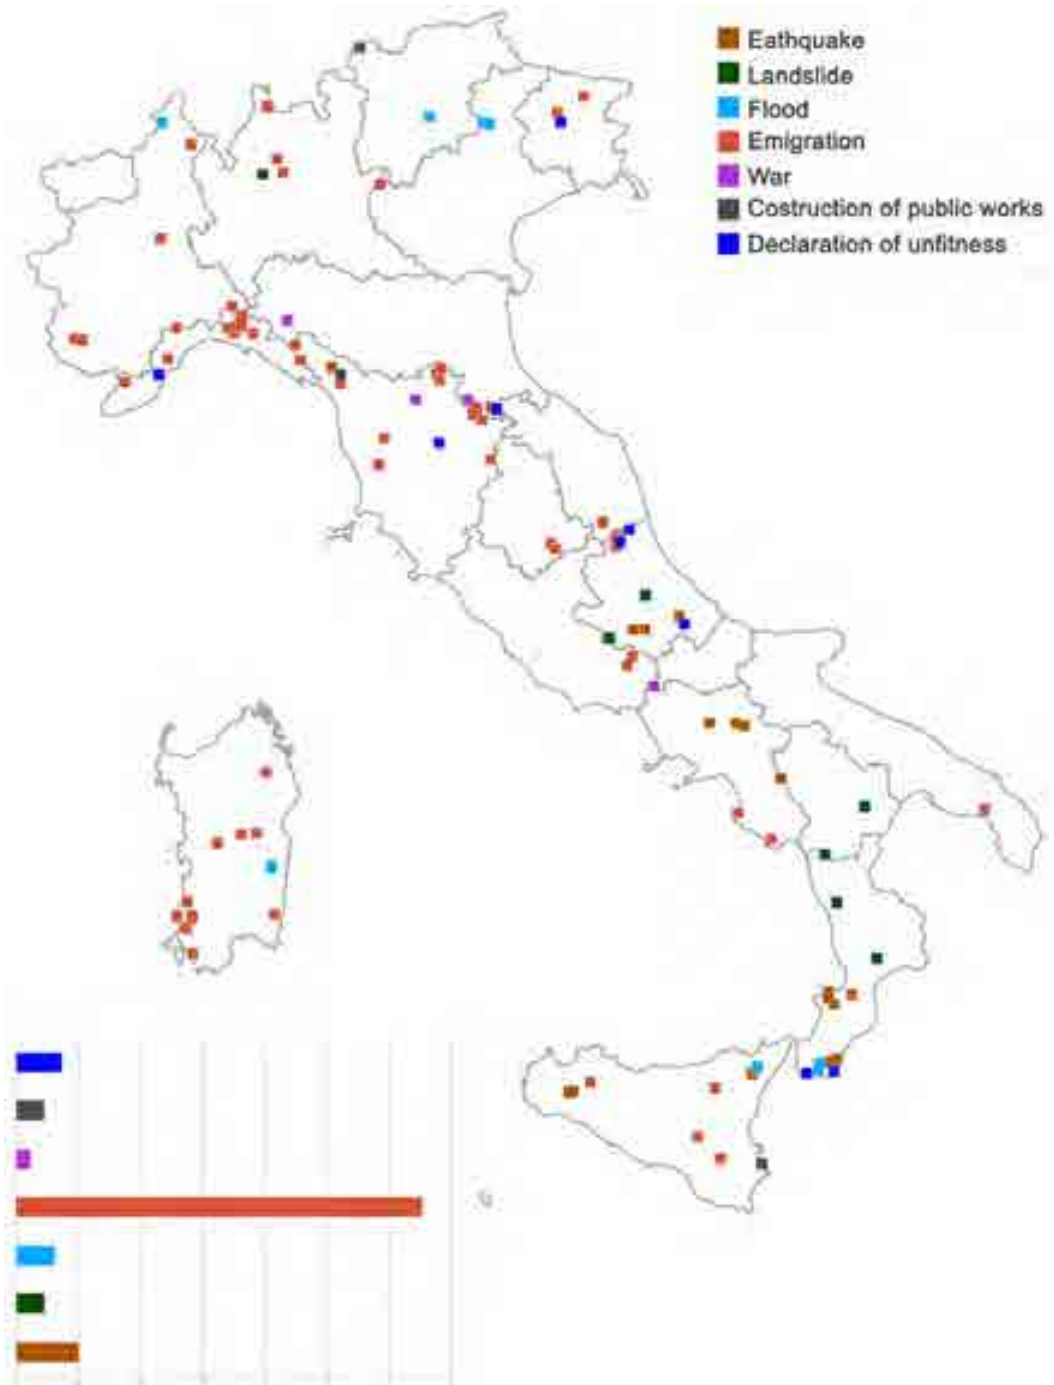 Eathquake
Landslide
Flood
Emigration
War
Costruction of public works
Declaration of unfitness